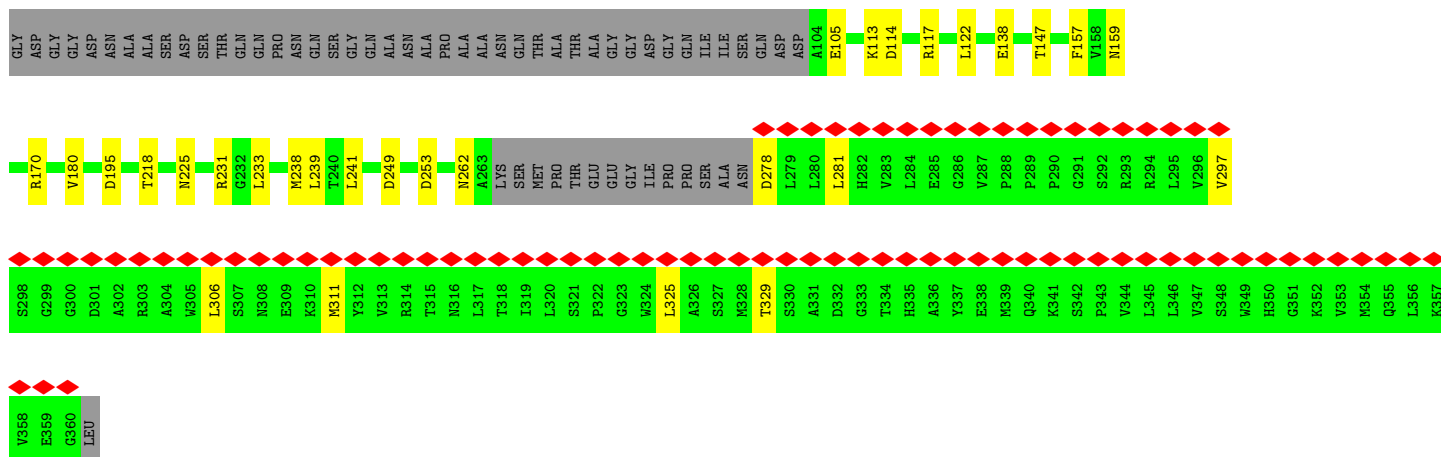 GLY ASP GLY GLY ASP ASN ALA ALA SER ASP SER THR GLN GLN PRO ASN GLN SER GLY GLN ALA ASN ALA PRO ALA ALA ASN GLN THR ALA THR ALA GLY GLY ASP GLY GLN ILE ILE SER GLN ASP ASP A104 E105 K113 D114 R117 L122 E138 T147 F157 V158 N159
R170 V180 D195 T218 N225 R231 G232 L233 M238 L239 T240 L241 D249 D253 N262 A263 LYS SER MET PRO THR GLU GLU GLY ILE PRO PRO SER ALA ASN D278 L279 L280 L281 H282 V283 L284 E285 G286 V287 P288 P289 P290 G291 S292 R293 R294 L295 V296 V297
S298 G299 G300 D301 A302 R303 A304 W305 L306 S307 N308 E309 K310 M311 Y312 V313 R314 T315 N316 L317 T318 I319 L320 S321 P322 G323 W324 L325 A326 S327 M328 T329 S330 A331 D332 G333 T334 H335 A336 Y337 E338 M339 Q340 K341 S342 P343 V344 L345 L346 V347 S348 W349 H350 G351 K352 V353 M354 Q355 L356 K357
V358 E359 G360 LEU